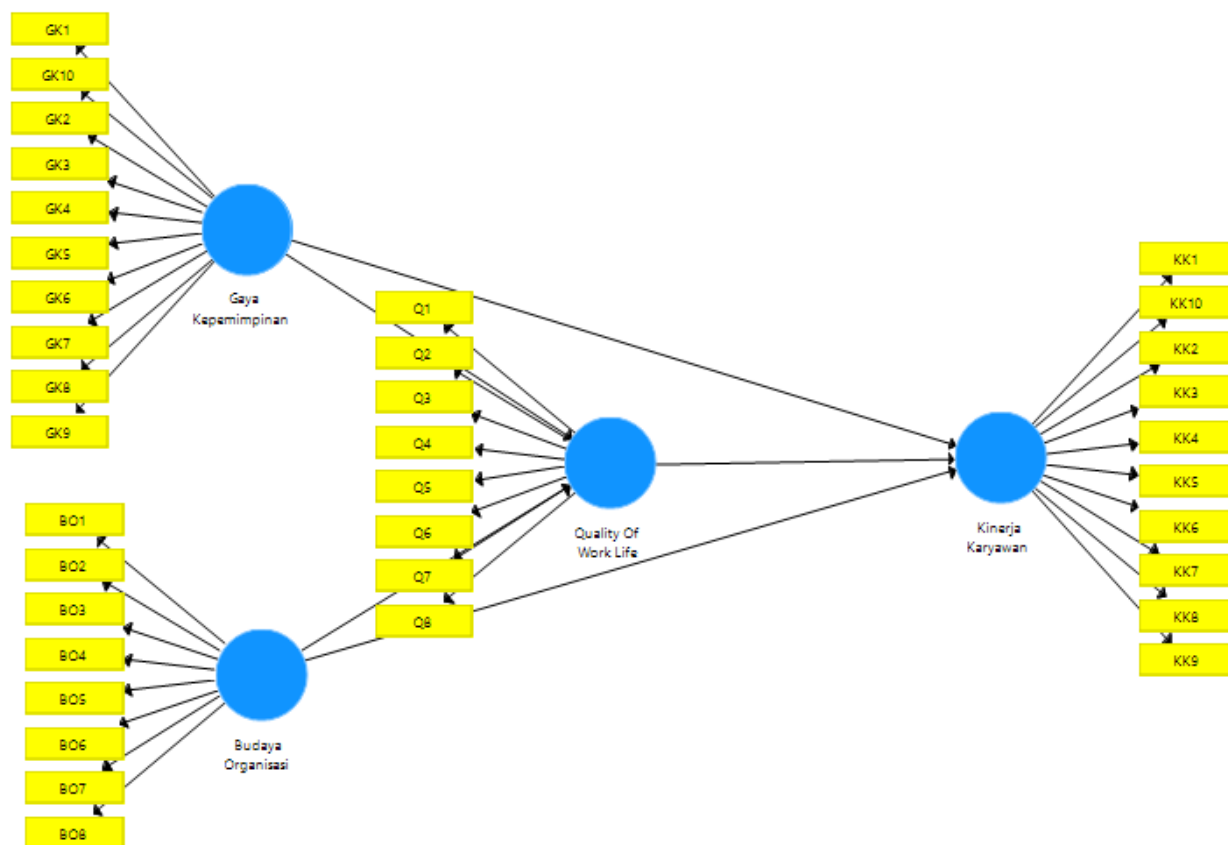 GK1
GK10
GK2
GK3
GK4
GK5
GK6
GK7
GK8
GK9
Gaya
Kepemimpinan
Q1
Q2
Q3
Q4
Q5
Q6
Q7
Q8
Quality Of
Work Life
KK1
KK10
KK2
KK3
KK4
KK5
KK6
KK7
KK8
KK9
Kinerja
Karyawan
BO1
BO2
BO3
BO4
BO5
BO6
BO7
BO8
Budaya
Organisasi